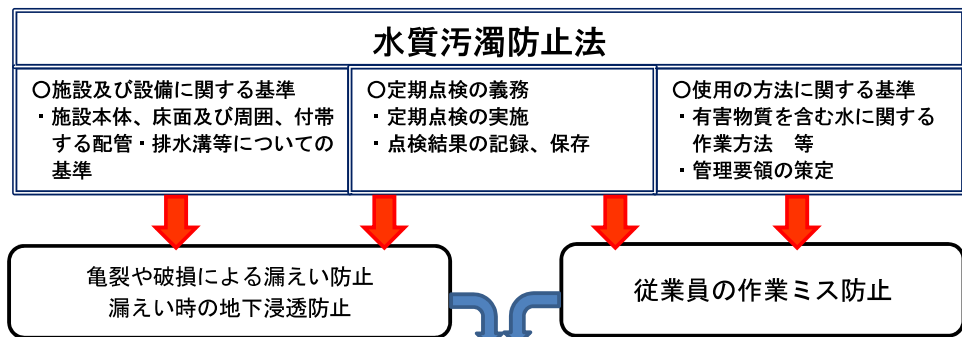 水質汚濁防止法
〇施設及び設備に関する基準
・施設本体、床面及び周囲、付帯
する配管・排水溝等についての
基準
〇定期点検の義務
・定期点検の実施
・点検結果の記録、保存
〇使用の方法に関する基準
・有害物質を含む水に関する
作業方法　等
・管理要領の策定
亀裂や破損による漏えい防止
漏えい時の地下浸透防止
従業員の作業ミス防止